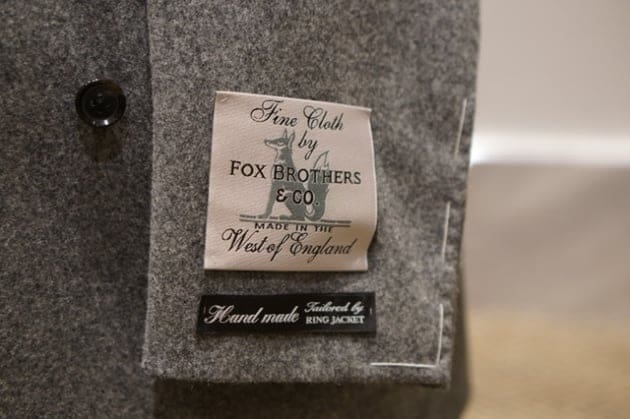 Fine Cloth
by
FOX BROTHERS
& CO.
MADE IN THE
West of England
Hand made Tailored by
RING JACKET